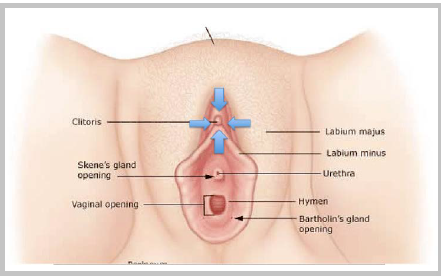 Clitoris
Labium majus
Labium minus
Skene's gland
opening
Urethra
Vaginal opening
Hymen
Bartholin's gland
opening